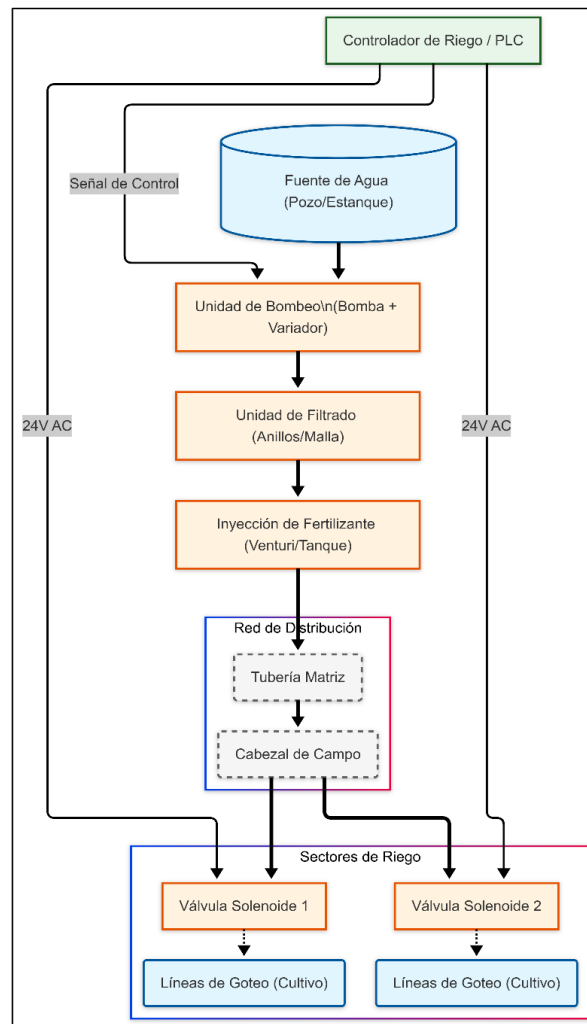 Controlador de Riego / PLC
Señal de Control
Fuente de Agua
(Pozo/Estanque)
Unidad de Bombeo\n(Bomba +
Variador)
24V AC
Unidad de Filtrado
(Anillos/Malla)
24V AC
Inyección de Fertilizante
(Venturi/Tanque)
Red de Distribución
Tubería Matriz
Cabezal de Campo
Sectores de Riego
Válvula Solenoide 1
Válvula Solenoide 2
Líneas de Goteo (Cultivo)
Líneas de Goteo (Cultivo)